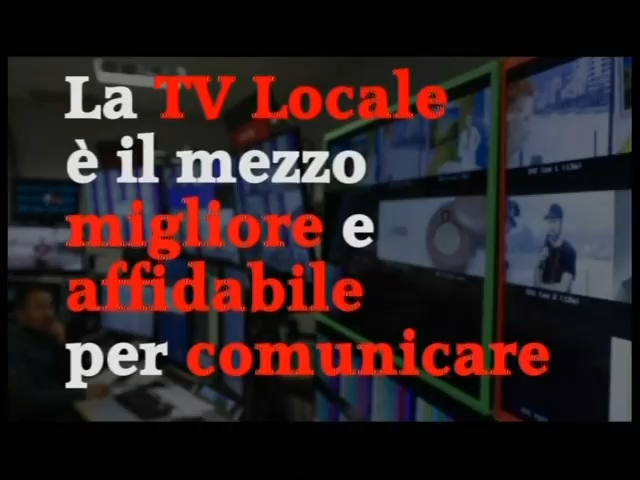 La TV Locale
è il mezzo
migliore e
affidabile
per comunicare